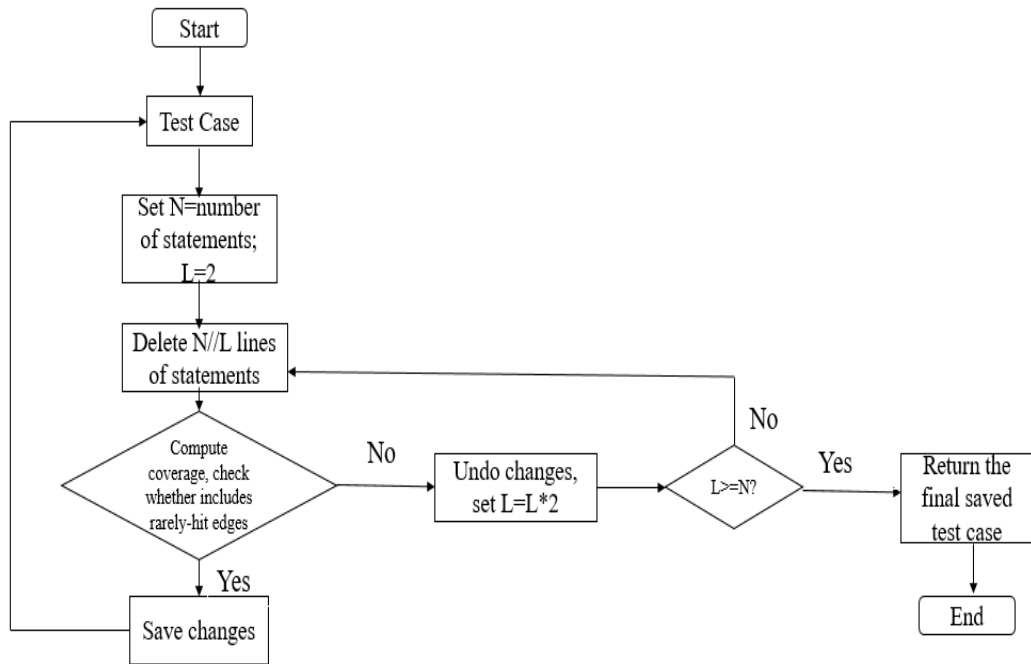 Start
Test Case
Set N=number
of statements;
L=2
Delete N//L lines
of statements
Compute
coverage, check
whether includes
rarely-hit edges
No
Undo changes,
set L=L*2
L>=N?
No
Yes
Return the
final saved
test case
Yes
Save changes
End